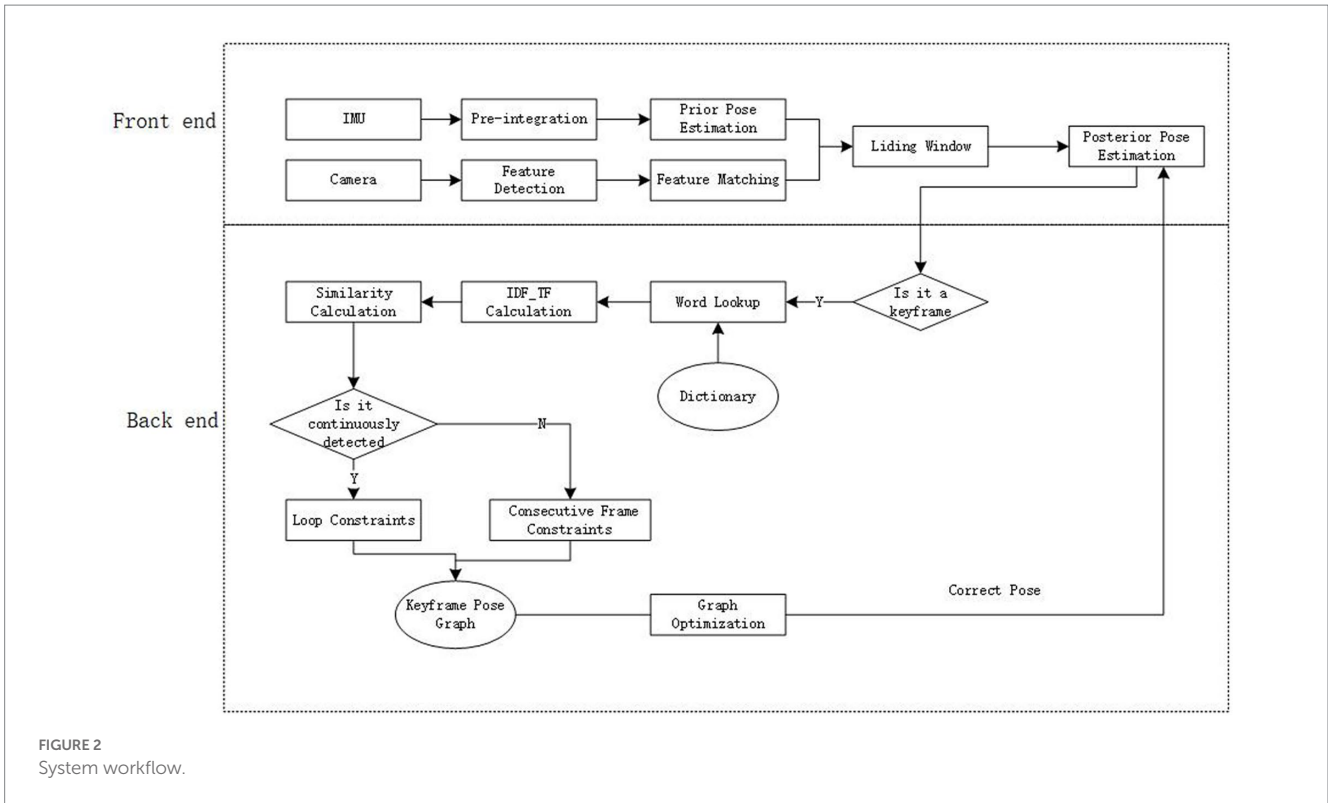 Front end
IMU
Pre-integration
Prior Pose
Estimation
Camera
Feature
Detection
Feature Matching
Liding Window
Posterior Pose
Estimation
Back end
Similarity
Calculation
IDF_TF
Calculation
Word Lookup
Y
Is it a
keyframe
Dictionary
Is it
continuously
detected
N
Y
Loop Constraints
Consecutive Frame
Constraints
Keyframe Pose
Graph
Graph
Optimization
Correct Pose
FIGURE 2
System workflow.